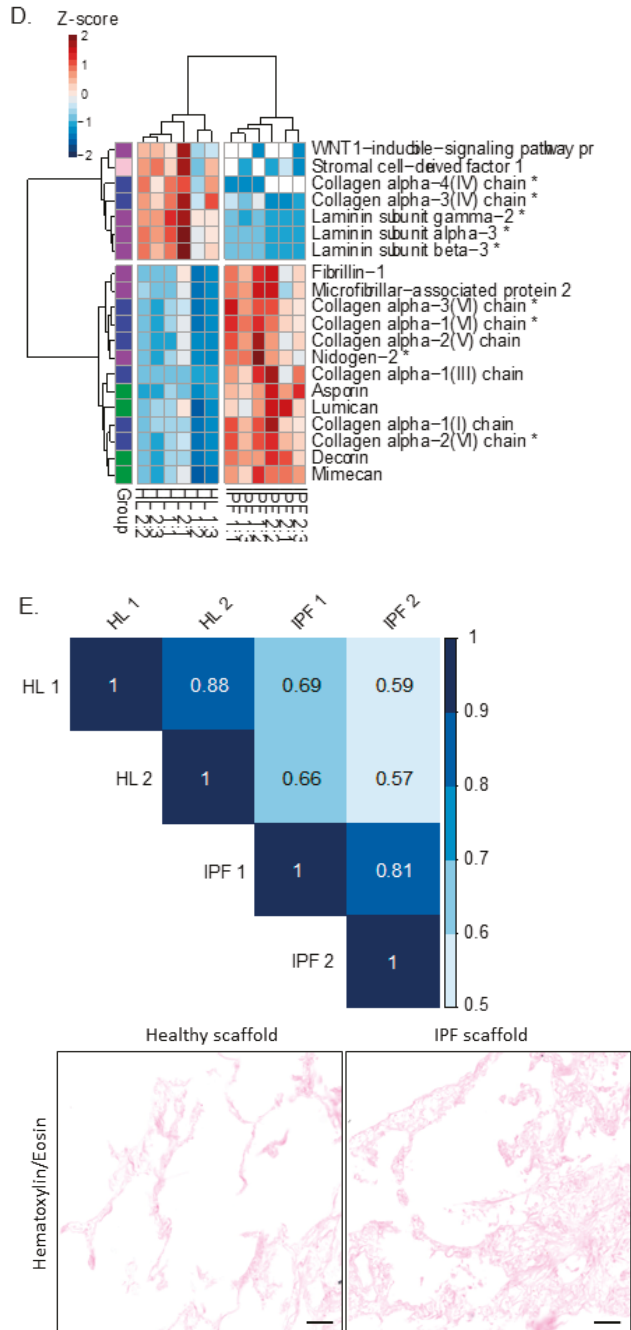 D.
Z-score
2
1
0
-1
-2
WNT1-inducible-signaling pathway pr
Stromal cell-derived factor 1
Collagen alpha-4(IV) chain *
Collagen alpha-3(IV) chain *
Laminin subunit gamma-2 *
Laminin subunit alpha-3 *
Laminin subunit beta-3 *
Fibrillin-1
Microfibrillar-associated protein 2
Collagen alpha-3(VI) chain *
Collagen alpha-1(VI) chain *
Collagen alpha-2(V) chain
Nidogen-2 *
Collagen alpha-1(III) chain
Asporin
Lumican
Collagen alpha-1(I) chain
Collagen alpha-2(VI) chain *
Decorin
Mimecan
Group
E.
HL 1 HL 2 IPF 1 IPF 2
HL 1 1 0.88 0.69 0.59
HL 2 1 0.66 0.57
IPF 1 1 0.81
IPF 2 1
1
0.9
0.8
0.7
0.6
0.5
Healthy scaffold IPF scaffold
Hematoxylin/Eosin